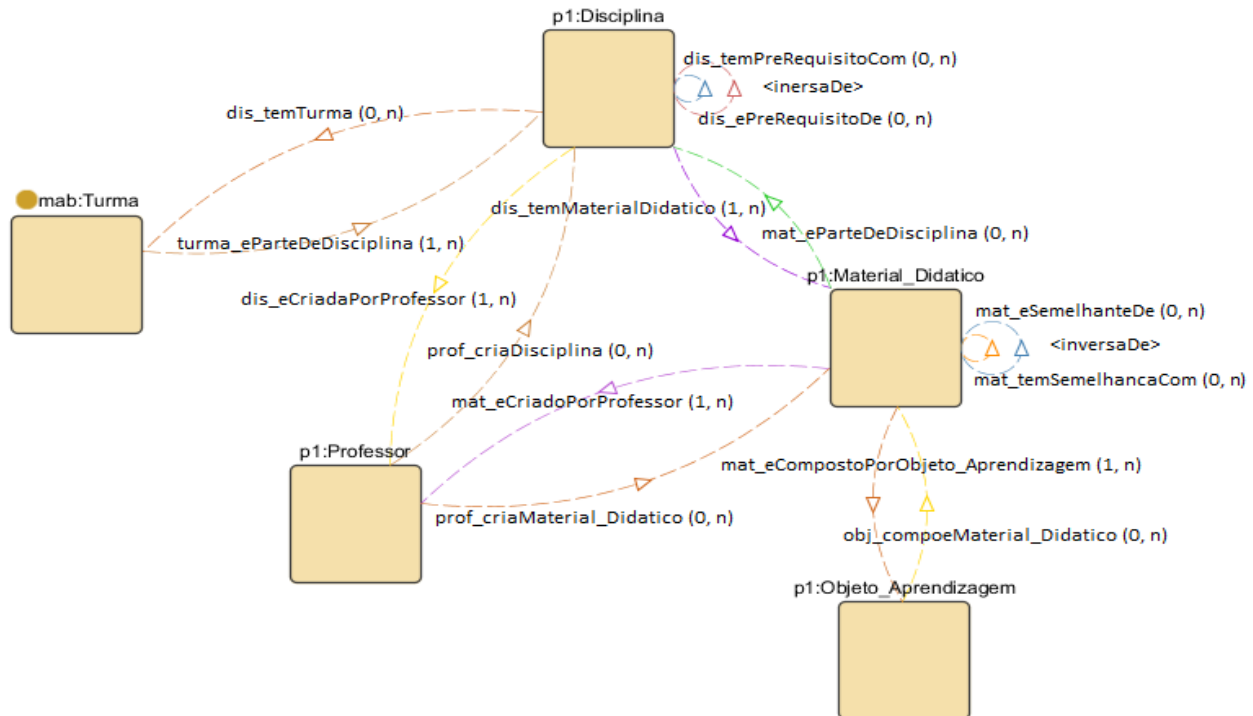 p1:Disciplina
dis_temPreRequisitoCom (0, n)
<inersaDe>
dis_ePreRequisitoDe (0, n)
dis_temTurma (0, n)
mab:Turma
dis_temMaterialDidatico (1, n)
mat_eParteDeDisciplina (0, n)
turma_eParteDeDisciplina (1, n)
p1:Material_Didatico
dis_eCriadaPorProfessor (1, n)
mat_eSemelhanteDe (0, n)
<inversaDe>
mat_temSemelhancaCom (0, n)
prof_criaDisciplina (0, n)
mat_eCriadoPorProfessor (1, n)
p1:Professor
mat_eCompostoPorObjeto_Aprendizagem (1, n)
prof_criaMaterial_Didatico (0, n)
obj_compoeMaterial_Didatico (0, n)
p1:Objeto_Aprendizagem